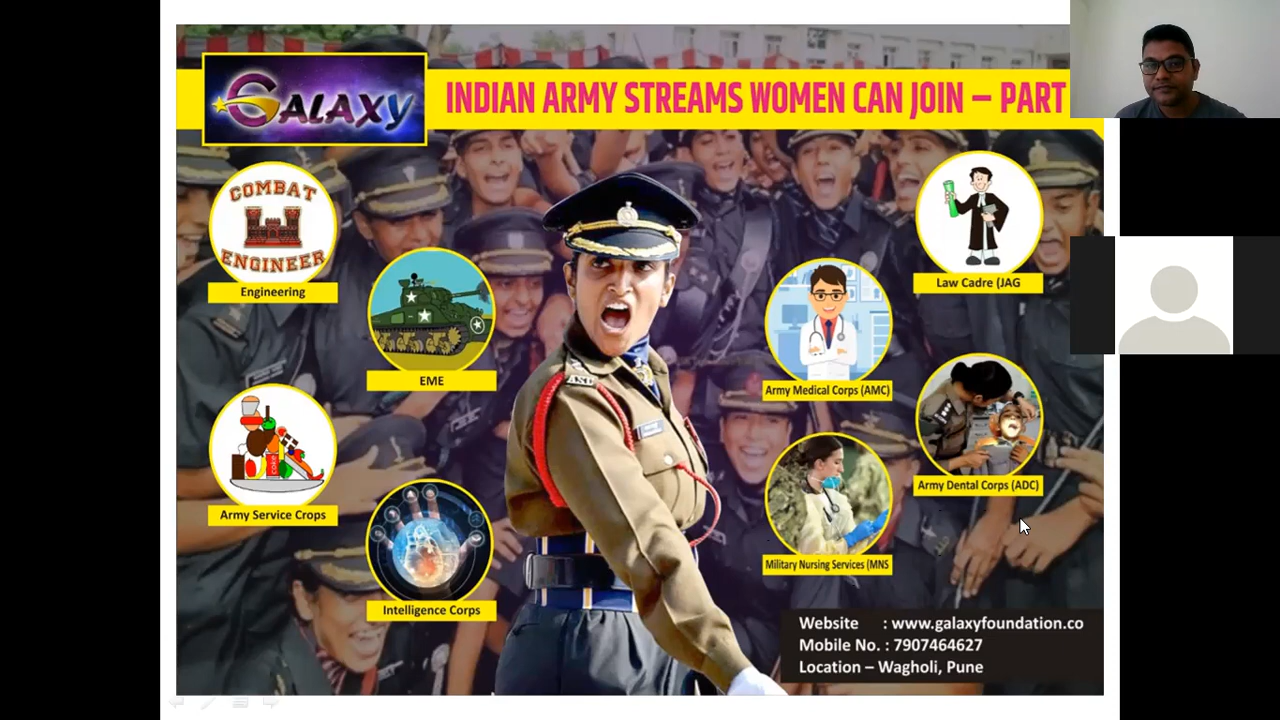 GALAXY
INDIAN ARMY STREAMS WOMEN CAN JOIN – PART
COMBAT
ENGINEER
Engineering
EME
Army Service Crops
Intelligence Corps
Law Cadre (JAG
Army Medical Corps (AMC)
Army Dental Corps (ADC)
Military Nursing Services (MNS
Website : www.galaxyfoundation.co
Mobile No. : 7907464627
Location – Wagholi, Pune